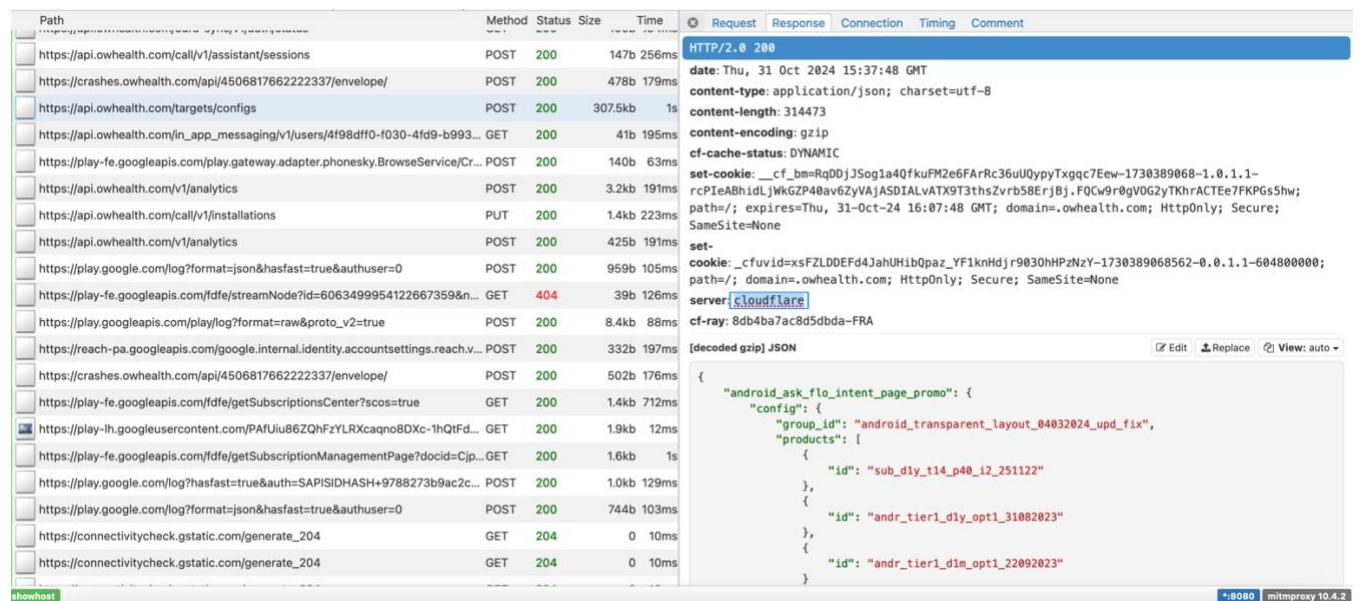 Path Method Status Size Time
https://api.owhealth.com/call/v1/assistant/sessions POST 200 147b 256ms
https://crashes.owhealth.com/api/4506817662222337/envelope/ POST 200 478b 179ms
https://api.owhealth.com/targets/configs POST 200 307.5kb 1s
https://api.owhealth.com/in_app_messaging/v1/users/4f98dff0-f030-4fd9-b993... GET 200 41b 195ms
https://play-fe.googleapis.com/play.gateway.adapter.phonesky.BrowseService/Cr... POST 200 140b 63ms
https://api.owhealth.com/v1/analytics POST 200 3.2kb 191ms
https://api.owhealth.com/call/v1/installations PUT 200 1.4kb 223ms
https://api.owhealth.com/v1/analytics POST 200 425b 191ms
https://play.google.com/log?format=json&hasfast=true&authuser=0 POST 200 959b 105ms
https://play-fe.googleapis.com/fdfe/streamNode?id=6063499954122667359&n... GET 404 39b 126ms
https://play.googleapis.com/play/log?format=raw&proto_v2=true POST 200 8.4kb 88ms
https://reach-pa.googleapis.com/google.internal.identity.accountsettings.reach.v... POST 200 332b 197ms
https://crashes.owhealth.com/api/4506817662222337/envelope/ POST 200 502b 176ms
https://play-fe.googleapis.com/fdfe/getSubscriptionsCenter?scos=true GET 200 1.4kb 712ms
https://play-lh.googleusercontent.com/PAfUiu86ZQhFzYLRXcaqno8DXc-1hQtFd... GET 200 1.9kb 12ms
https://play-fe.googleapis.com/fdfe/getSubscriptionManagementPage?docid=Cjp... GET 200 1.6kb 1s
https://play.google.com/log?hasfast=true&auth=SAPISIDHASH+9788273b9ac2c... POST 200 1.0kb 129ms
https://play.google.com/log?format=json&hasfast=true&authuser=0 POST 200 744b 103ms
https://connectivitycheck.gstatic.com/generate_204 GET 204 0 10ms
https://connectivitycheck.gstatic.com/generate_204 GET 204 0 10ms
showhost
Request Response Connection Timing Comment
HTTP/2.0 200
date: Thu, 31 Oct 2024 15:37:48 GMT
content-type: application/json; charset=utf-8
content-length: 314473
content-encoding: gzip
cf-cache-status: DYNAMIC
set-cookie: __cf_bm=RqDDjJSog1a4QfkuFM2e6FArRc36uUQypyTxgqc7Eew-1730389068-1.0.1.1-
rcPIeABhidLjWkGZP40av6ZyVAjASDIALvATX9T3thsZvrb58ErjBj.FQCw9r0gVOG2yTKhrACTEe7FKPGs5hw;
path=/; expires=Thu, 31-Oct-24 16:07:48 GMT; domain=.owhealth.com; HttpOnly; Secure;
SameSite=None
set-
cookie: _cfuvid=xsFZLDDEFd4JahUHibQpaz_YF1knHdjr903OhHPzNzY-1730389068562-0.0.1.1-604800000;
path=/; domain=.owhealth.com; HttpOnly; Secure; SameSite=None
server: cloudflare
cf-ray: 8db4ba7ac8d5dbda-FRA
[decoded gzip] JSON Edit Replace View: auto
{
"android_ask_flo_intent_page_promo": {
"config": {
"group_id": "android_transparent_layout_04032024_upd_fix",
"products": [
{
"id": "sub_d1y_t14_p40_i2_251122"
},
{
"id": "andr_tier1_d1y_opt1_31082023"
},
{
"id": "andr_tier1_d1m_opt1_22092023"
}
*:8080 mitmproxy 10.4.2